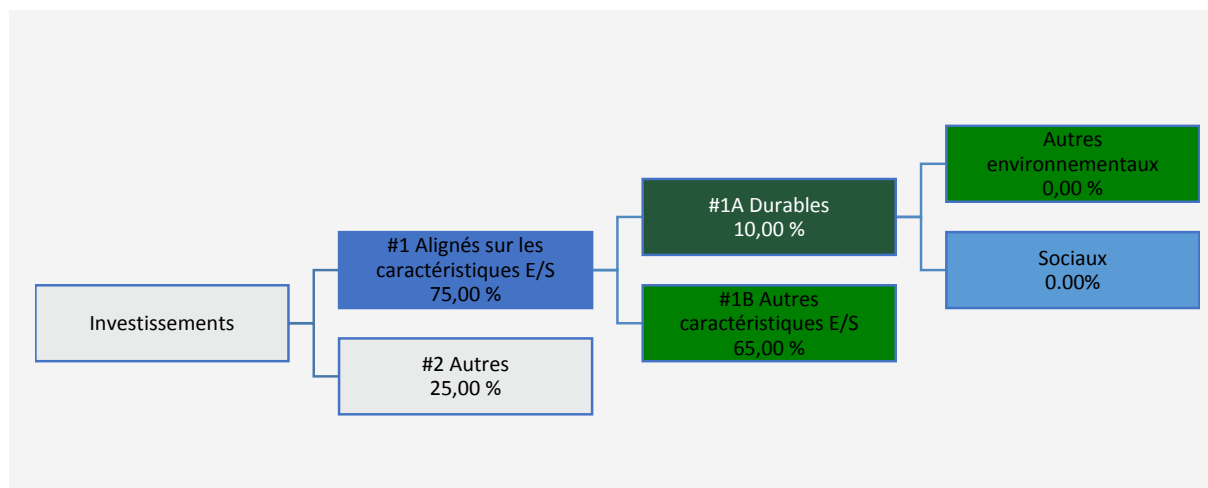 Investissements
#1 Alignés sur les
caractéristiques E/S
75,00 %
#2 Autres
25,00 %
#1A Durables
10,00 %
#1B Autres
caractéristiques E/S
65,00 %
Autres
environnementaux
0,00 %
Sociaux
0.00%